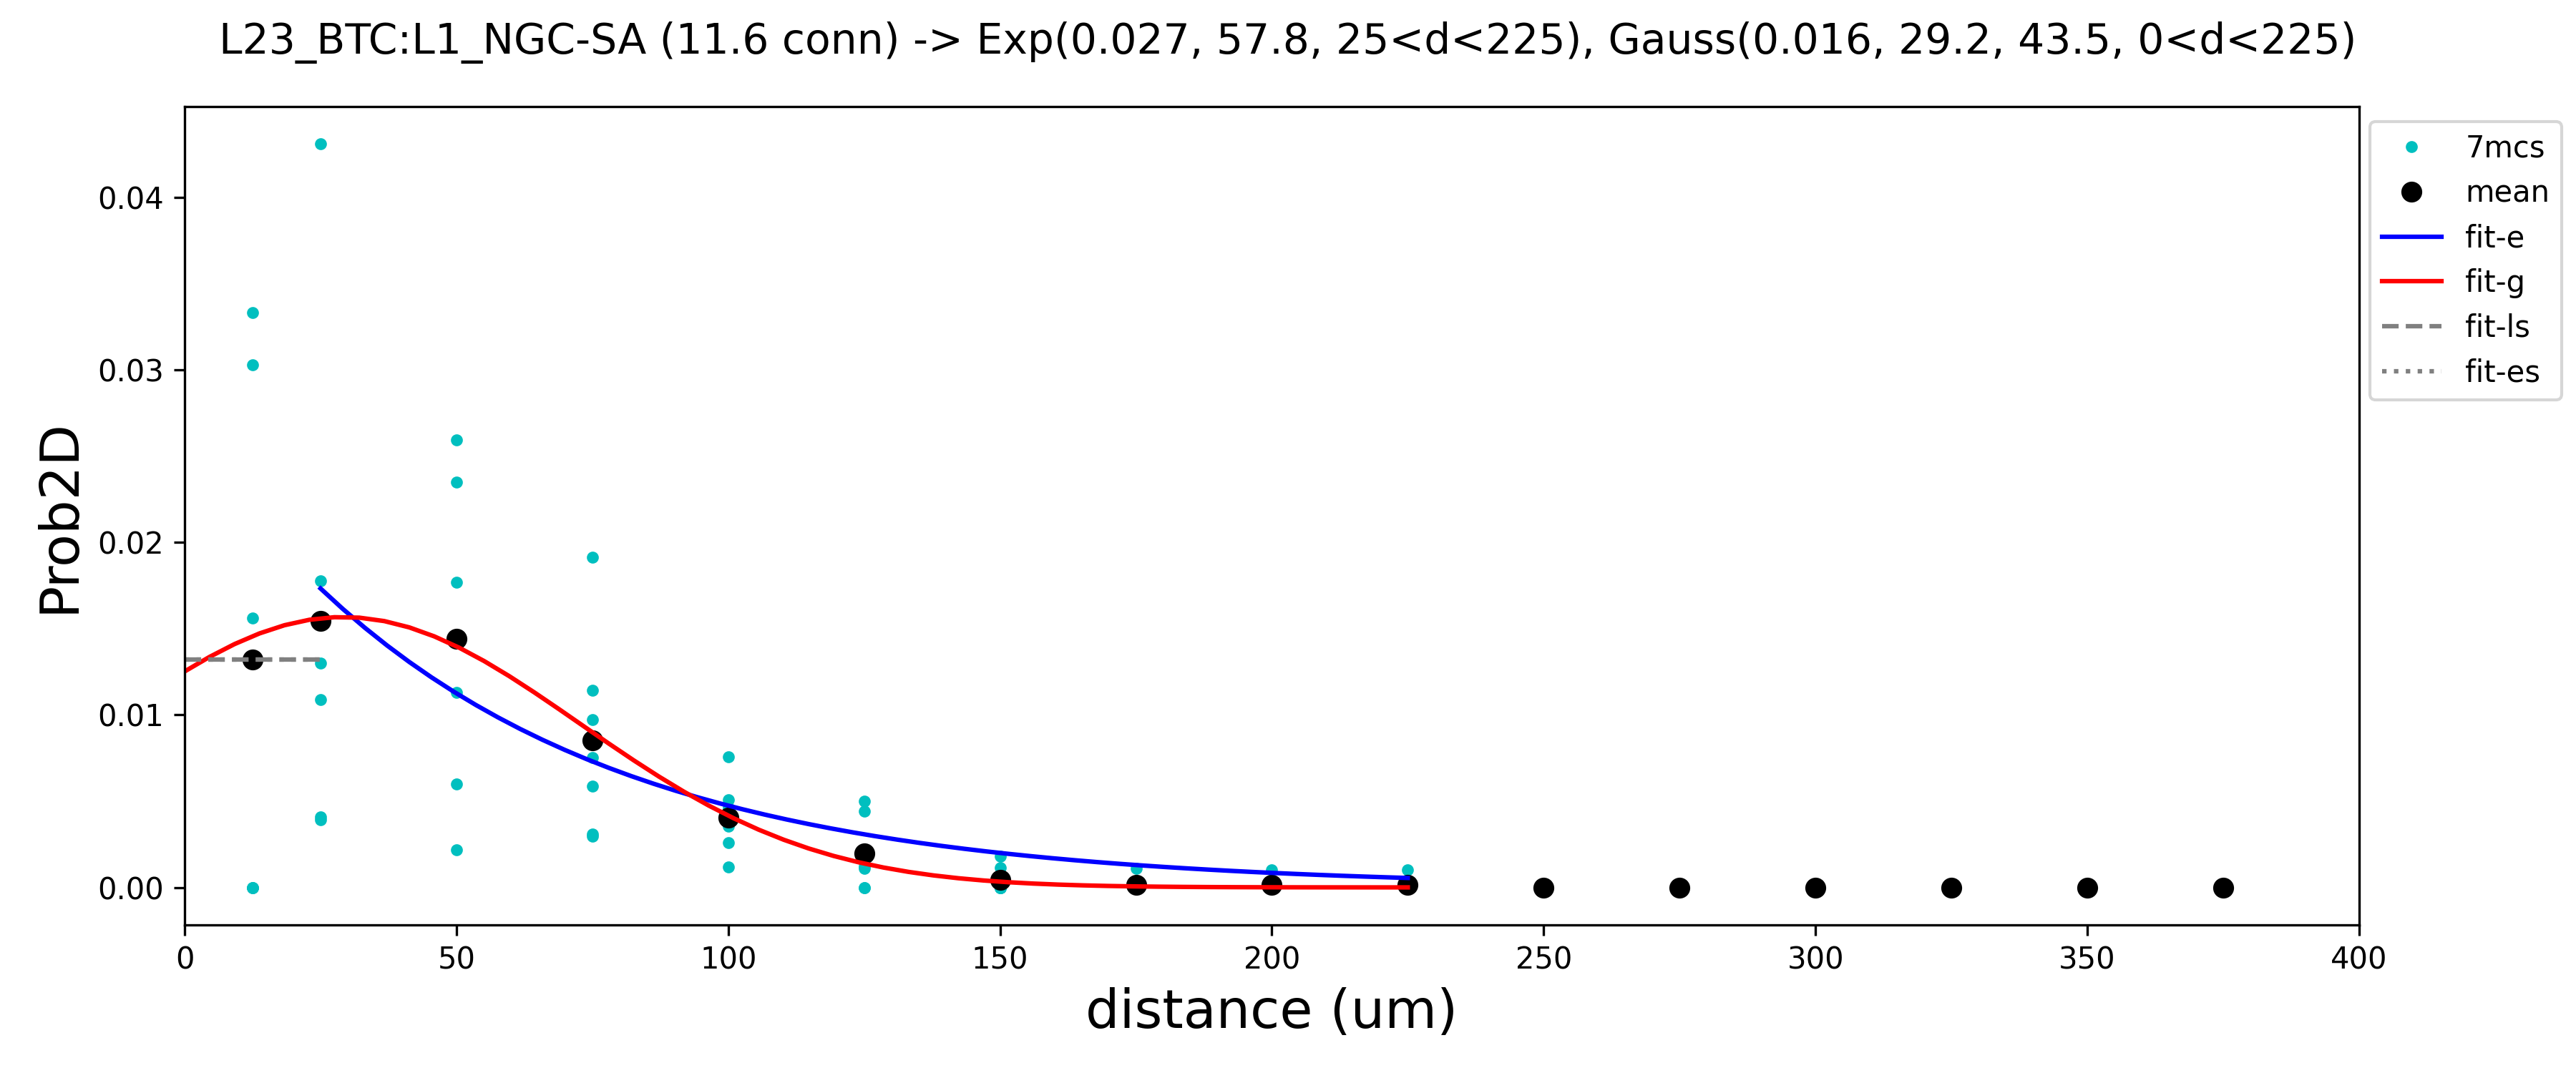 L23_BTC:L1_NGC-SA (11.6 conn) -> Exp(0.027, 57.8, 25<d<225), Gauss(0.016, 29.2, 43.5, 0<d<225)
7mcs
mean
fit-e
fit-g
fit-ls
fit-es
Prob2D
0.04
0.03
0.02
0.01
0.00
0 50 100 150 200 250 300 350 400
distance (um)